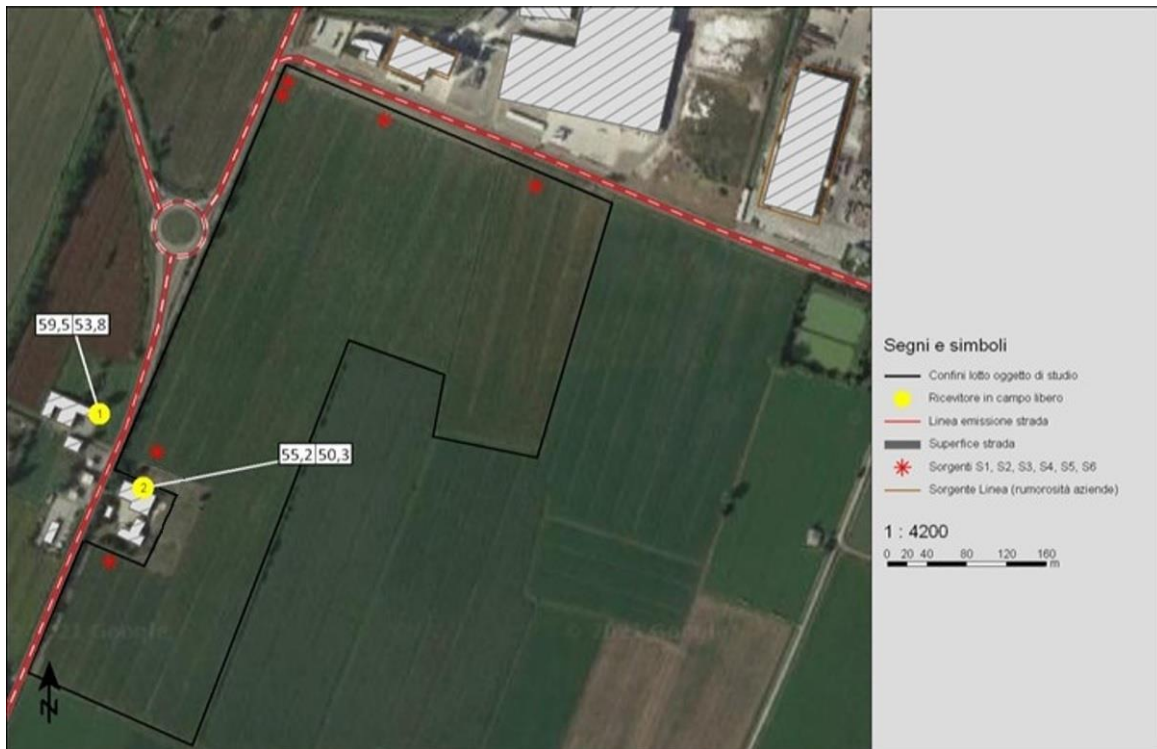 59,5 53,8
1
55,2 50,3
2
Segni e simboli
Confini lotto oggetto di studio
Ricevitore in campo libero
Linea emissione strada
Superfice strada
Sorgenti S1, S2, S3, S4, S5, S6
Sorgente Linea (rumorosità aziende)
1 : 4200
0 20 40 80 120 160
m
N
Google